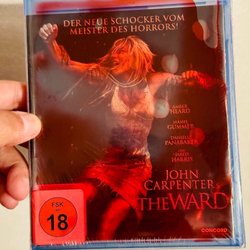 DER NEUE SCHOCKER VOM
MEISTER DES HORRORS!
AMBER
HEARD
MAMIE
GUMMER
DANIELLE
PANABAKER
AND JARED
HARRIS
JOHN
CARPENTER'S
THE WARD
FSK
18
CONCORDE